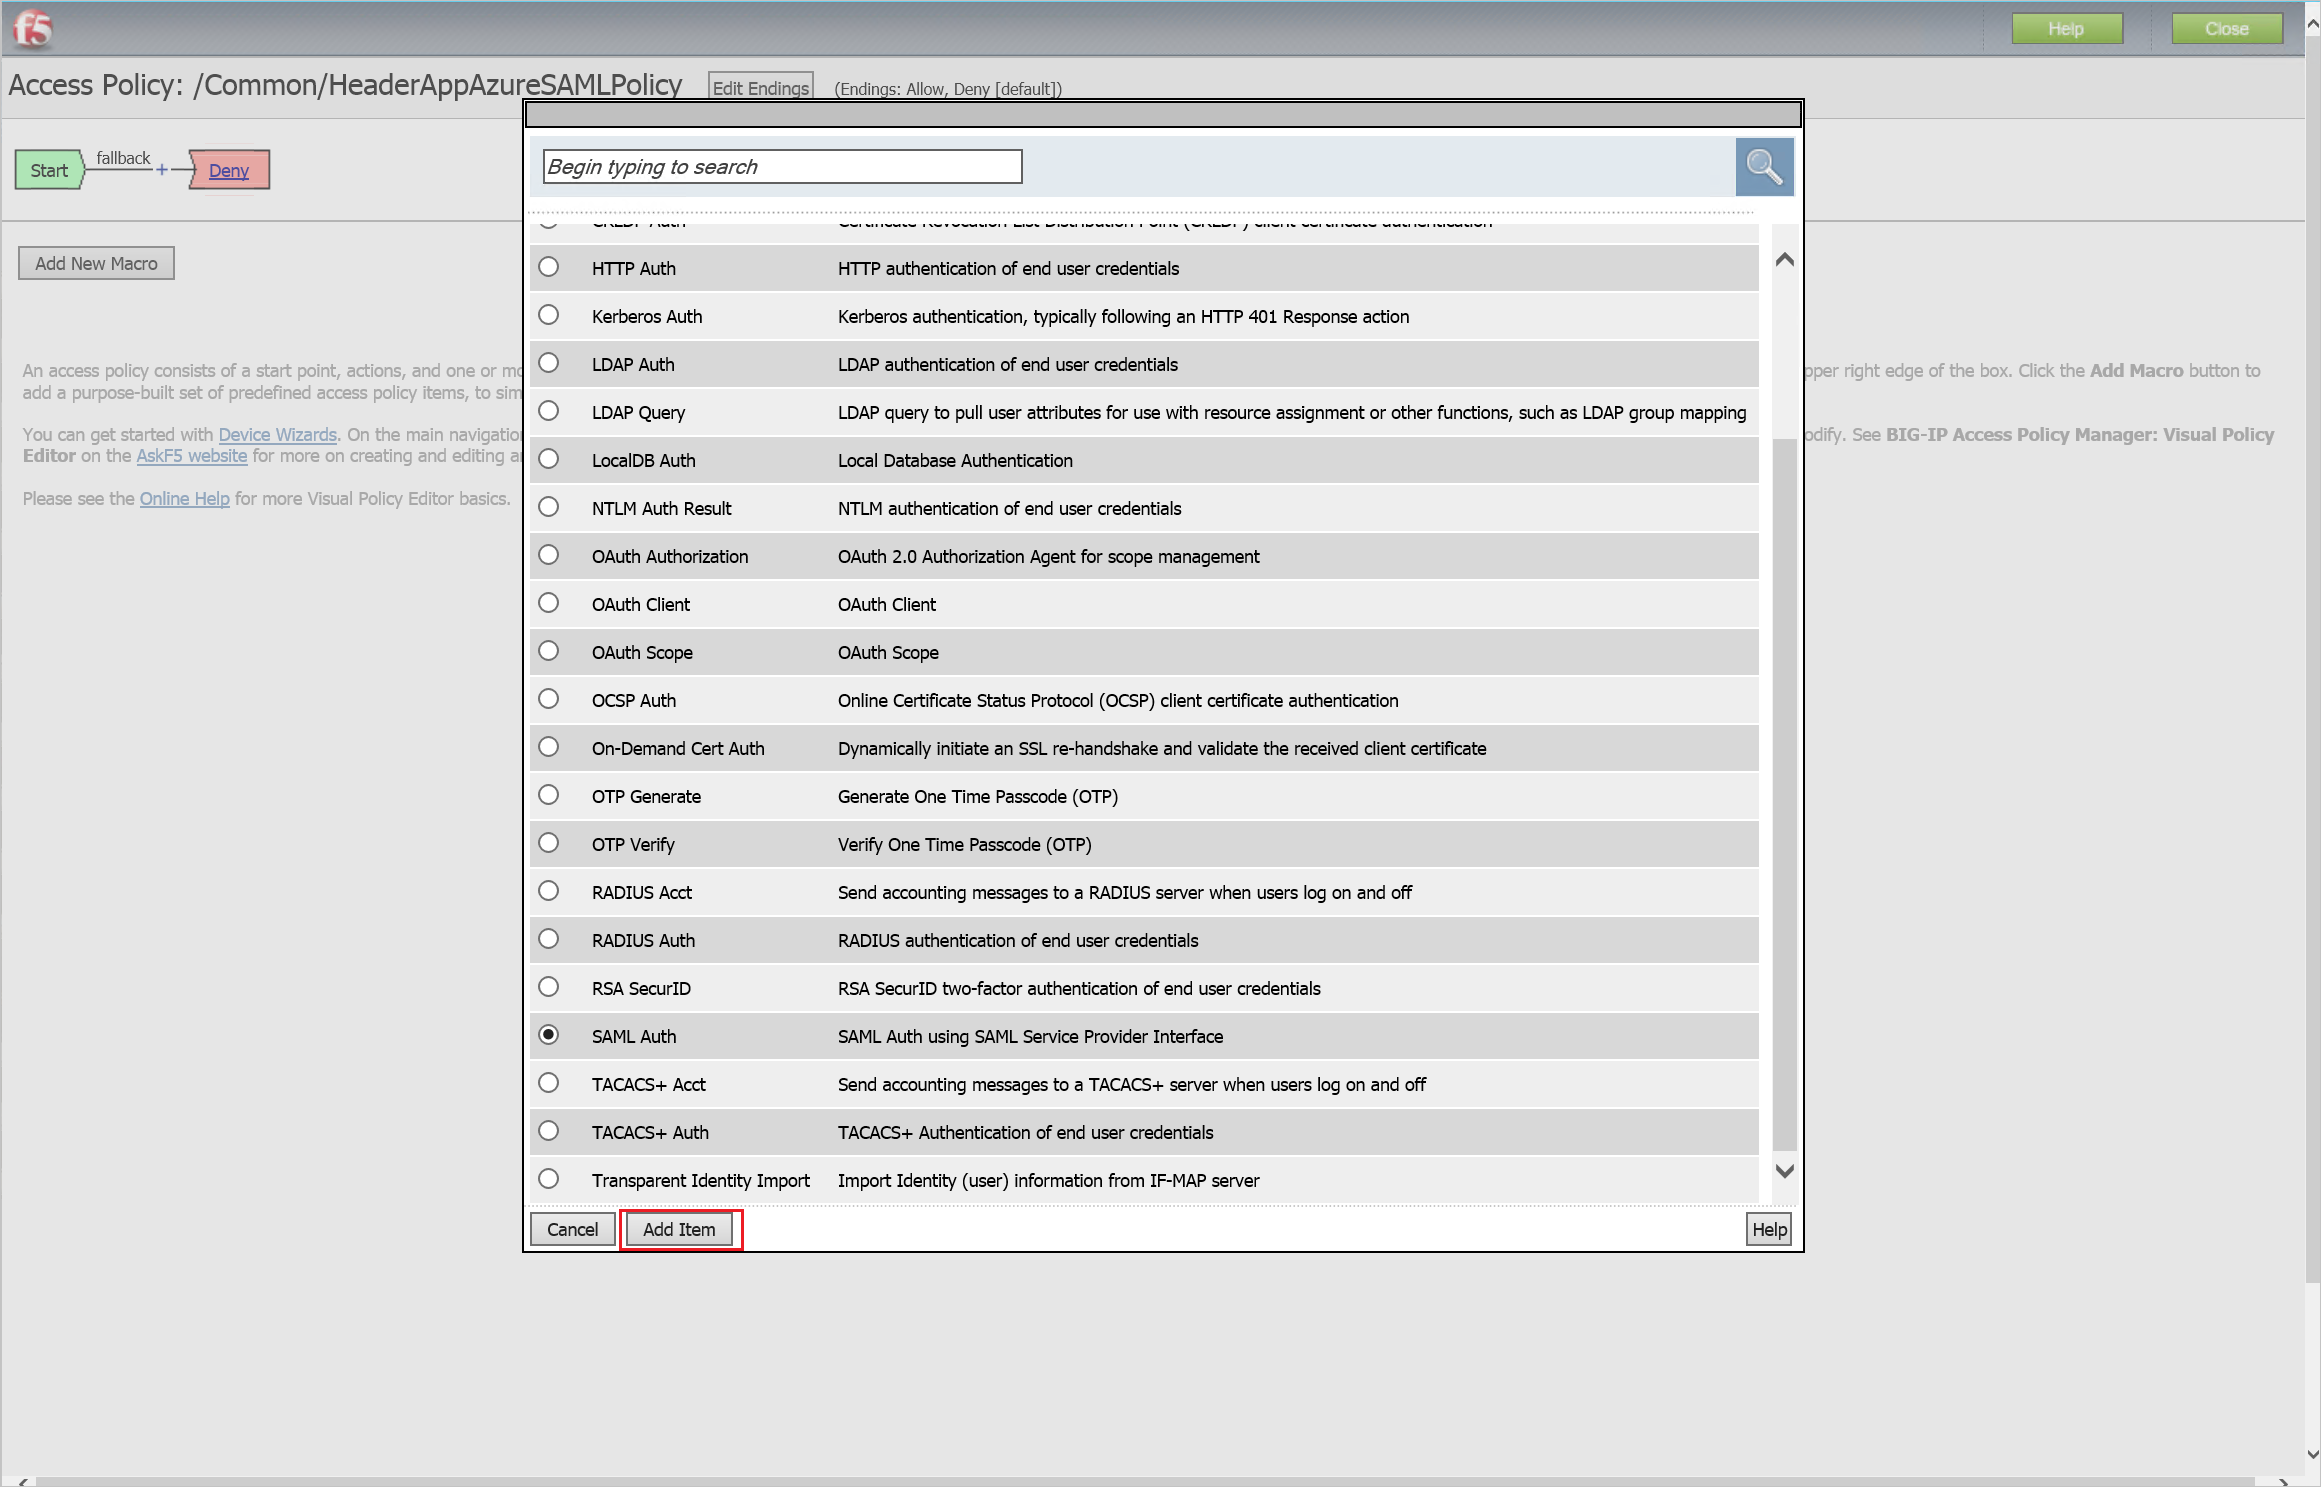 f5
Help
Close
Access Policy: /Common/HeaderAppAzureSAMLPolicy
Edit Endings
(Endings: Allow, Deny [default])
Start
fallback
+
Deny
Add New Macro
An access policy consists of a start point, actions, and one or
pper right edge of the box. Click the Add Macro button to
add a purpose-built set of predefined access policy items, to
You can get started with Device Wizards. On the main
odify. See BIG-IP Access Policy Manager: Visual Policy
Editor on the AskF5 website for more on creating and editing
Please see the Online Help for more Visual Policy Editor basics.
Begin typing to search
HTTP Auth HTTP authentication of end user credentials
Kerberos Auth Kerberos authentication, typically following an HTTP 401 Response action
LDAP Auth LDAP authentication of end user credentials
LDAP Query LDAP query to pull user attributes for use with resource assignment or other functions, such as LDAP group mapping
LocalDB Auth Local Database Authentication
NTLM Auth Result NTLM authentication of end user credentials
OAuth Authorization OAuth 2.0 Authorization Agent for scope management
OAuth Client OAuth Client
OAuth Scope OAuth Scope
OCSP Auth Online Certificate Status Protocol (OCSP) client certificate authentication
On-Demand Cert Auth Dynamically initiate an SSL re-handshake and validate the received client certificate
OTP Generate Generate One Time Passcode (OTP)
OTP Verify Verify One Time Passcode (OTP)
RADIUS Acct Send accounting messages to a RADIUS server when users log on and off
RADIUS Auth RADIUS authentication of end user credentials
RSA SecurID RSA SecurID two-factor authentication of end user credentials
SAML Auth SAML Auth using SAML Service Provider Interface
TACACS+ Acct Send accounting messages to a TACACS+ server when users log on and off
TACACS+ Auth TACACS+ Authentication of end user credentials
Transparent Identity Import Import Identity (user) information from IF-MAP server
Cancel
Add Item
Help